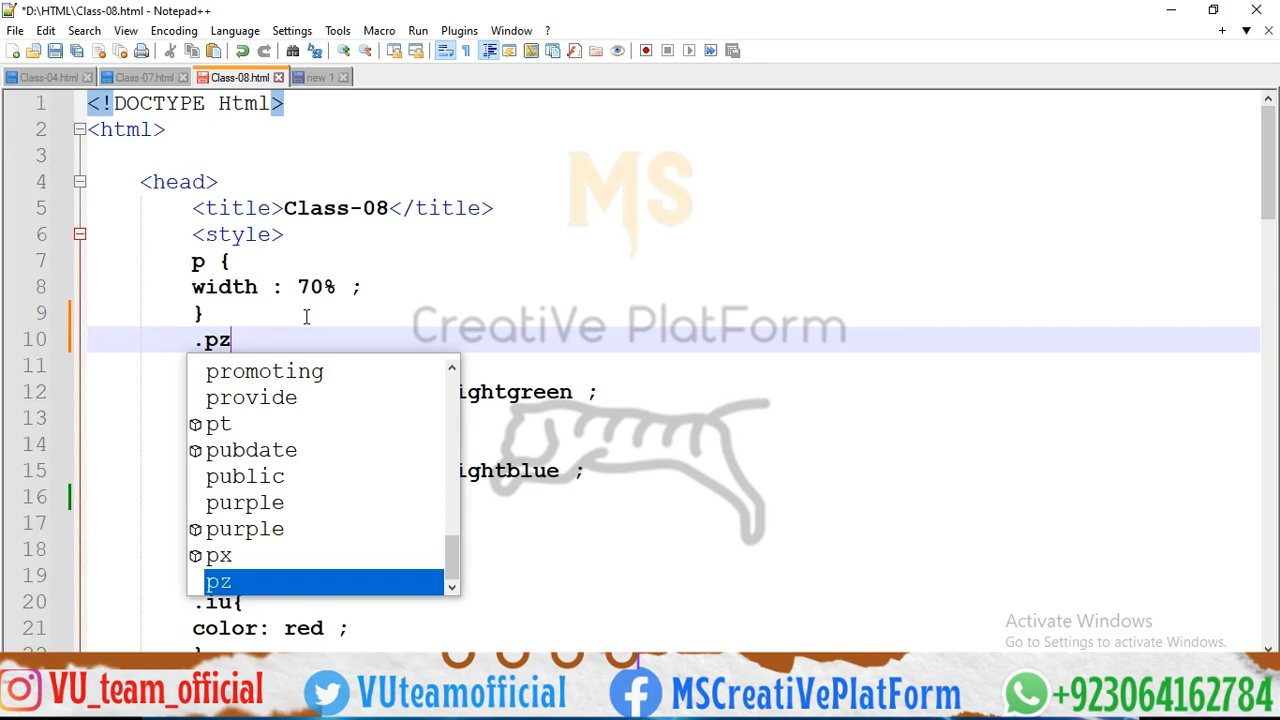 *D:\HTML\Class-08.html - Notepad++
File Edit Search View Encoding Language Settings Tools Macro Run Plugins Window ?
Class-04.html Class-07.html Class-08.html new 1
1 <!DOCTYPE Html>
2 <html>
3
4 <head>
5 <title>Class-08</title>
6 <style>
7 p {
8 width : 70% ;
9 }
10 .pz
11
12 ightgreen ;
13
14
15 ightblue ;
16
17
18
19
20 .iu{
21 color: red ;
promoting
provide
pt
pubdate
public
purple
purple
px
pz
MS
CreatiVe PlatForm
Activate Windows
Go to Settings to activate Windows.
VU_team_official VUteamofficial MSCreatiVePlatForm +923064162784